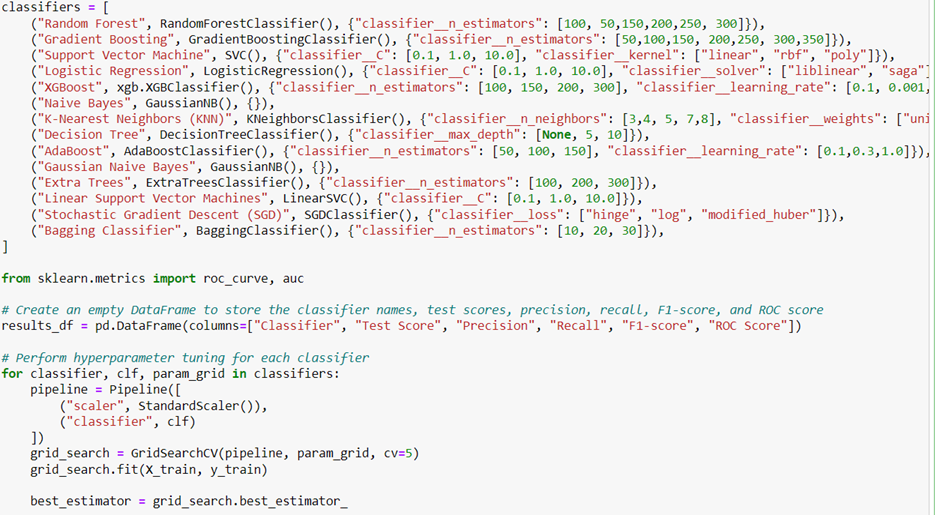 classifiers = [
    ("Random Forest", RandomForestClassifier(), {"classifier__n_estimators": [100, 50,150,200,250, 300]}),
    ("Gradient Boosting", GradientBoostingClassifier(), {"classifier__n_estimators": [50,100,150, 200,250, 300,350]}),
    ("Support Vector Machine", SVC(), {"classifier__C": [0.1, 1.0, 10.0], "classifier__kernel": ["linear", "rbf", "poly"]}),
    ("Logistic Regression", LogisticRegression(), {"classifier__C": [0.1, 1.0, 10.0], "classifier__solver": ["liblinear", "saga"]
    ("XGBoost", xgb.XGBClassifier(), {"classifier__n_estimators": [100, 150, 200, 300], "classifier__learning_rate": [0.1, 0.001,
    ("Naive Bayes", GaussianNB(), {}),
    ("K-Nearest Neighbors (KNN)", KNeighborsClassifier(), {"classifier__n_neighbors": [3,4, 5, 7,8], "classifier__weights": ["uni
    ("Decision Tree", DecisionTreeClassifier(), {"classifier__max_depth": [None, 5, 10]}),
    ("AdaBoost", AdaBoostClassifier(), {"classifier__n_estimators": [50, 100, 150], "classifier__learning_rate": [0.1,0.3,1.0]}),
    ("Gaussian Naive Bayes", GaussianNB(), {}),
    ("Extra Trees", ExtraTreesClassifier(), {"classifier__n_estimators": [100, 200, 300]}),
    ("Linear Support Vector Machines", LinearSVC(), {"classifier__C": [0.1, 1.0, 10.0]}),
    ("Stochastic Gradient Descent (SGD)", SGDClassifier(), {"classifier__loss": ["hinge", "log", "modified_huber"]}),
    ("Bagging Classifier", BaggingClassifier(), {"classifier__n_estimators": [10, 20, 30]}),
]
from sklearn.metrics import roc_curve, auc
# Create an empty DataFrame to store the classifier names, test scores, precision, recall, F1-score, and ROC score
results_df = pd.DataFrame(columns=["Classifier", "Test Score", "Precision", "Recall", "F1-score", "ROC Score"])
# Perform hyperparameter tuning for each classifier
for classifier, clf, param_grid in classifiers:
    pipeline = Pipeline([
        ("scaler", StandardScaler()),
        ("classifier", clf)
    ])
    grid_search = GridSearchCV(pipeline, param_grid, cv=5)
    grid_search.fit(X_train, y_train)
    best_estimator = grid_search.best_estimator_